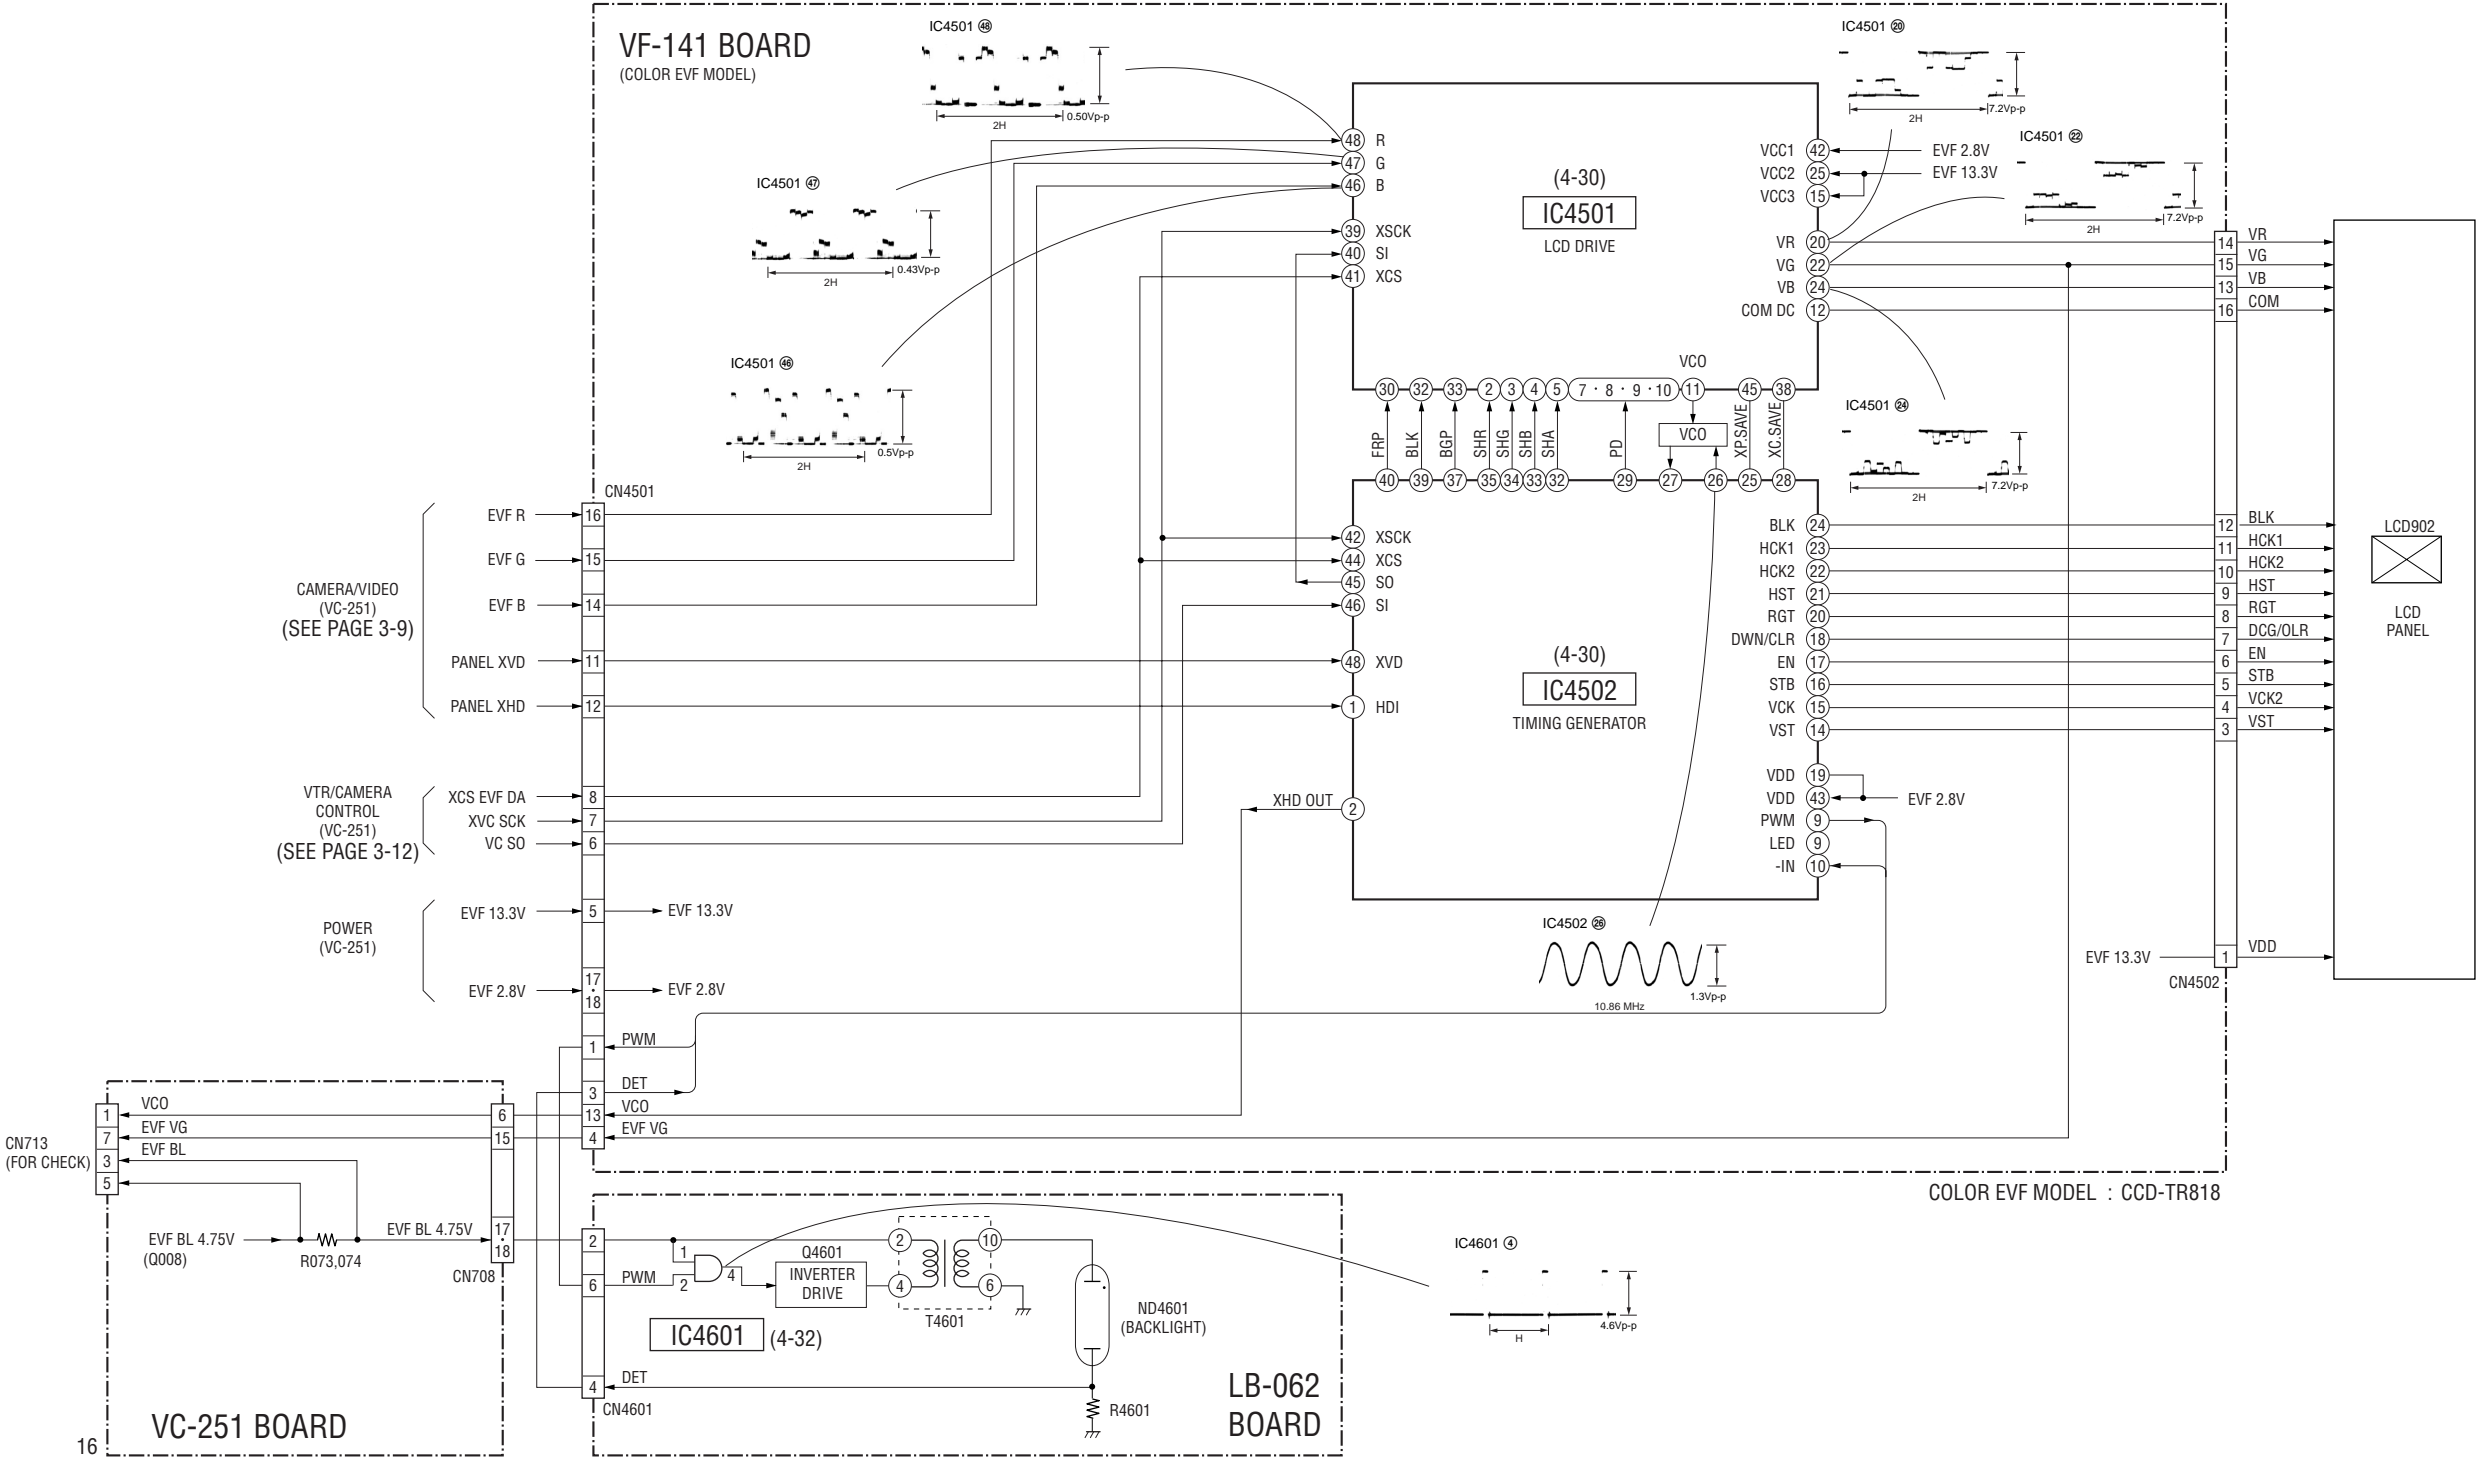 VF-141 BOARD
(COLOR EVF MODEL)
IC4501 ㊽
2H
0.50Vp-p
IC4501 ㊼
2H
0.43Vp-p
IC4501 ㊻
2H
0.5Vp-p
IC4501 ⑳
2H
7.2Vp-p
IC4501 ㉒
2H
7.2Vp-p
IC4501 ㉔
2H
7.2Vp-p
48 R
47 G
46 B
39 XSCK
40 SI
41 XCS
(4-30)
IC4501
LCD DRIVE
VCC1 42 EVF 2.8V
VCC2 25 EVF 13.3V
VCC3 15
VR 20
VG 22
VB 24
COM DC 12
VCO
30 32 33 2 3 4 5 7 · 8 · 9 · 10 11 45 38
FRP
BLK
BGP
SHR
SHG
SHB
SHA
PD
VCO
XP.SAVE
XC.SAVE
40 39 37 35 34 33 32 29 27 26 25 28
14 VR
15 VG
13 VB
16 COM
CN4501
CAMERA/VIDEO
(VC-251)
(SEE PAGE 3-9)
EVF R 16
EVF G 15
EVF B 14
PANEL XVD 11
PANEL XHD 12
VTR/CAMERA
CONTROL
(VC-251)
(SEE PAGE 3-12)
XCS EVF DA 8
XVC SCK 7
VC SO 6
POWER
(VC-251)
EVF 13.3V 5 EVF 13.3V
EVF 2.8V 17 · 18 EVF 2.8V
1 PWM
3 DET
13 VCO
4 EVF VG
42 XSCK
44 XCS
45 SO
46 SI
48 XVD
1 HDI
XHD OUT 2
(4-30)
IC4502
TIMING GENERATOR
BLK 24
HCK1 23
HCK2 22
HST 21
RGT 20
DWN/CLR 18
EN 17
STB 16
VCK 15
VST 14
VDD 19
VDD 43 EVF 2.8V
PWM 9
LED 9
-IN 10
12 BLK
11 HCK1
10 HCK2
9 HST
8 RGT
7 DCG/OLR
6 EN
5 STB
4 VCK2
3 VST
EVF 13.3V 1 VDD
CN4502
LCD902
LCD
PANEL
IC4502 ㉖
1.3Vp-p
10.86 MHz
COLOR EVF MODEL : CCD-TR818
CN713
(FOR CHECK)
1 VCO 6
7 EVF VG 15
3 EVF BL
5
EVF BL 4.75V
(Q008)
R073,074
EVF BL 4.75V 17 · 18
CN708
VC-251 BOARD
2
6 PWM
4 DET
CN4601
1
2
4
IC4601 (4-32)
Q4601
INVERTER
DRIVE
2 10
4 6
T4601
ND4601
(BACKLIGHT)
R4601
LB-062
BOARD
IC4601 ④
H
4.6Vp-p
16